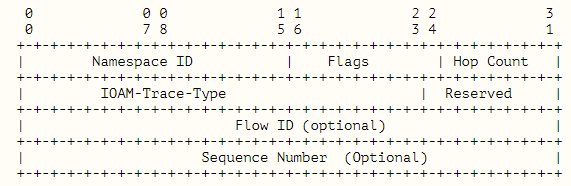 0 0 0 1 1 2 2 3
0 7 8 5 6 3 4 1
+-+-+-+-+-+-+-+-+-+-+-+-+-+-+-+-+-+-+-+-+-+-+-+-+-+-+-+-+-+-+-+-+
| Namespace ID | Flags | Hop Count |
+-+-+-+-+-+-+-+-+-+-+-+-+-+-+-+-+-+-+-+-+-+-+-+-+-+-+-+-+-+-+-+-+
| IOAM-Trace-Type | Reserved |
+-+-+-+-+-+-+-+-+-+-+-+-+-+-+-+-+-+-+-+-+-+-+-+-+-+-+-+-+-+-+-+-+
| Flow ID (optional) |
+-+-+-+-+-+-+-+-+-+-+-+-+-+-+-+-+-+-+-+-+-+-+-+-+-+-+-+-+-+-+-+-+
| Sequence Number (Optional) |
+-+-+-+-+-+-+-+-+-+-+-+-+-+-+-+-+-+-+-+-+-+-+-+-+-+-+-+-+-+-+-+-+